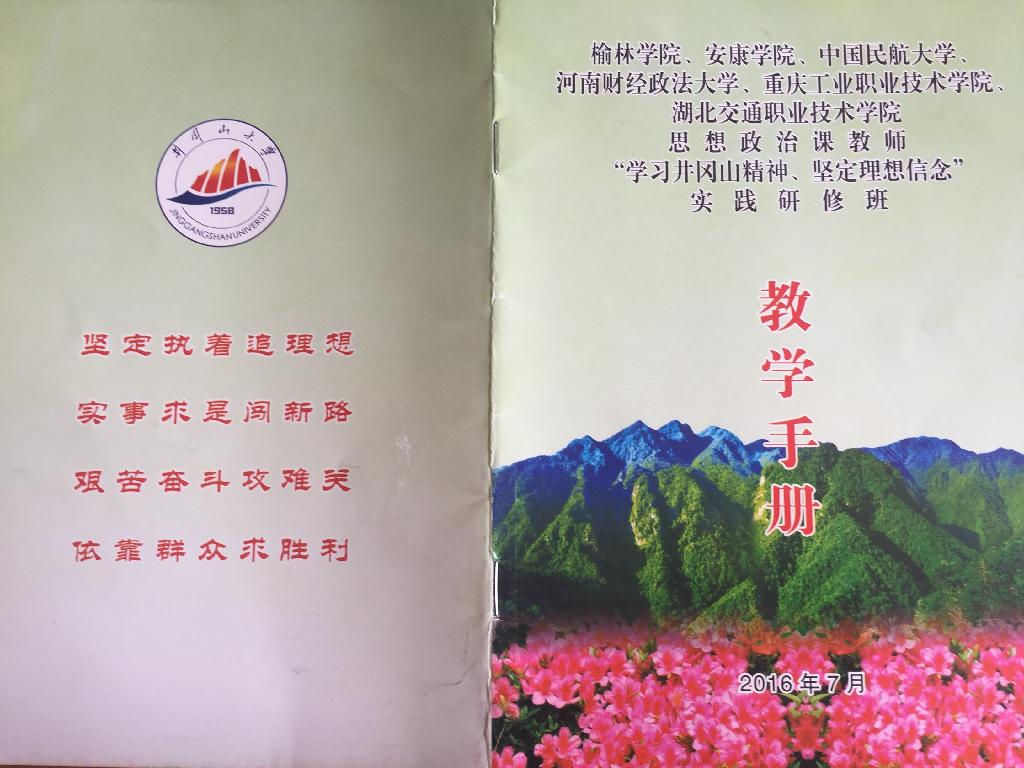 井冈山大学
1958
JINGGANGSHAN UNIVERSITY
坚定执着追理想
实事求是闯新路
艰苦奋斗攻难关
依靠群众求胜利
榆林学院、安康学院、中国民航大学、
河南财经政法大学、重庆工业职业技术学院、
湖北交通职业技术学院
思想政治课教师
“学习井冈山精神、坚定理想信念”
实践研修班
教学手册
2016年7月